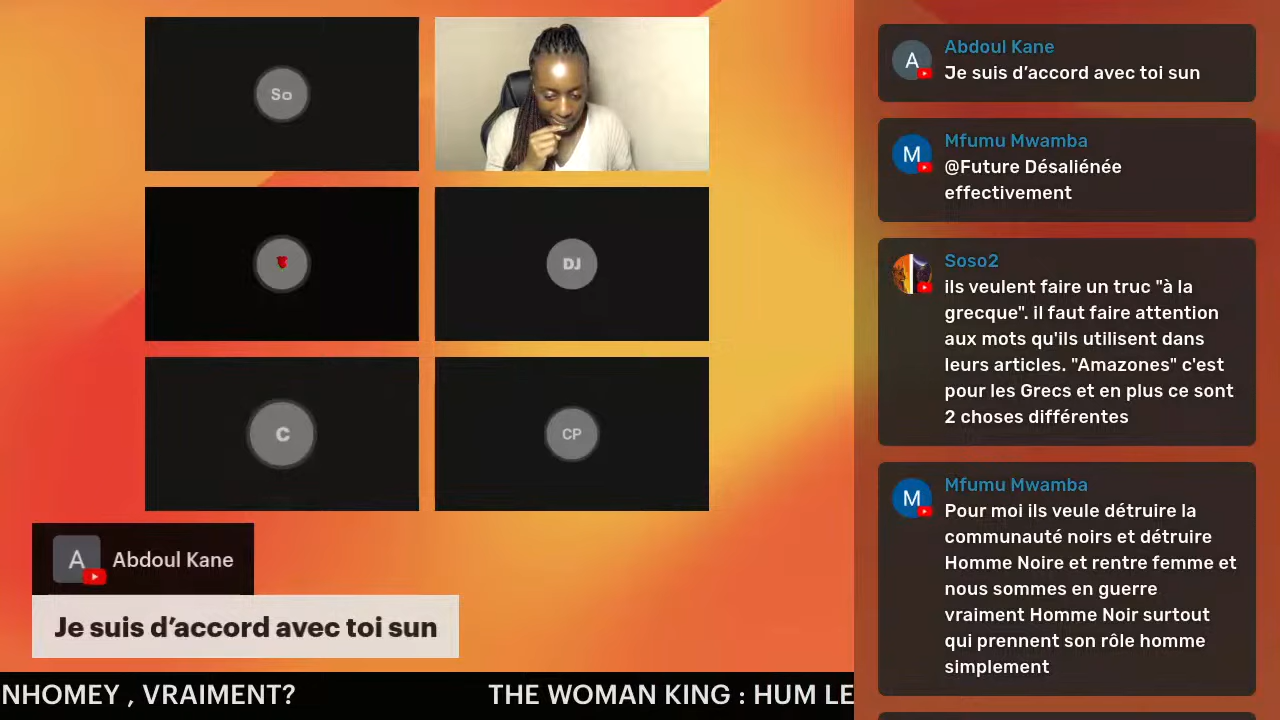 So
DJ
C
CP
A
Abdoul Kane
Je suis d’accord avec toi sun
NHOMEY , VRAIMENT?
THE WOMAN KING : HUM LE
A
Abdoul Kane
Je suis d’accord avec toi sun
M
Mfumu Mwamba
@Future Désaliénée
effectivement
Soso2
ils veulent faire un truc "à la
grecque". il faut faire attention
aux mots qu'ils utilisent dans
leurs articles. "Amazones" c'est
pour les Grecs et en plus ce sont
2 choses différentes
M
Mfumu Mwamba
Pour moi ils veule détruire la
communauté noirs et détruire
Homme Noire et rentre femme et
nous sommes en guerre
vraiment Homme Noir surtout
qui prennent son rôle homme
simplement